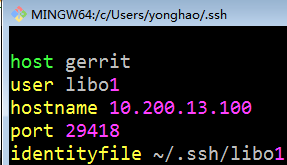 MINGW64:/c/Users/yonghao/.ssh
host gerrit
user libo1
hostname 10.200.13.100
port 29418
identityfile ~/.ssh/libo1